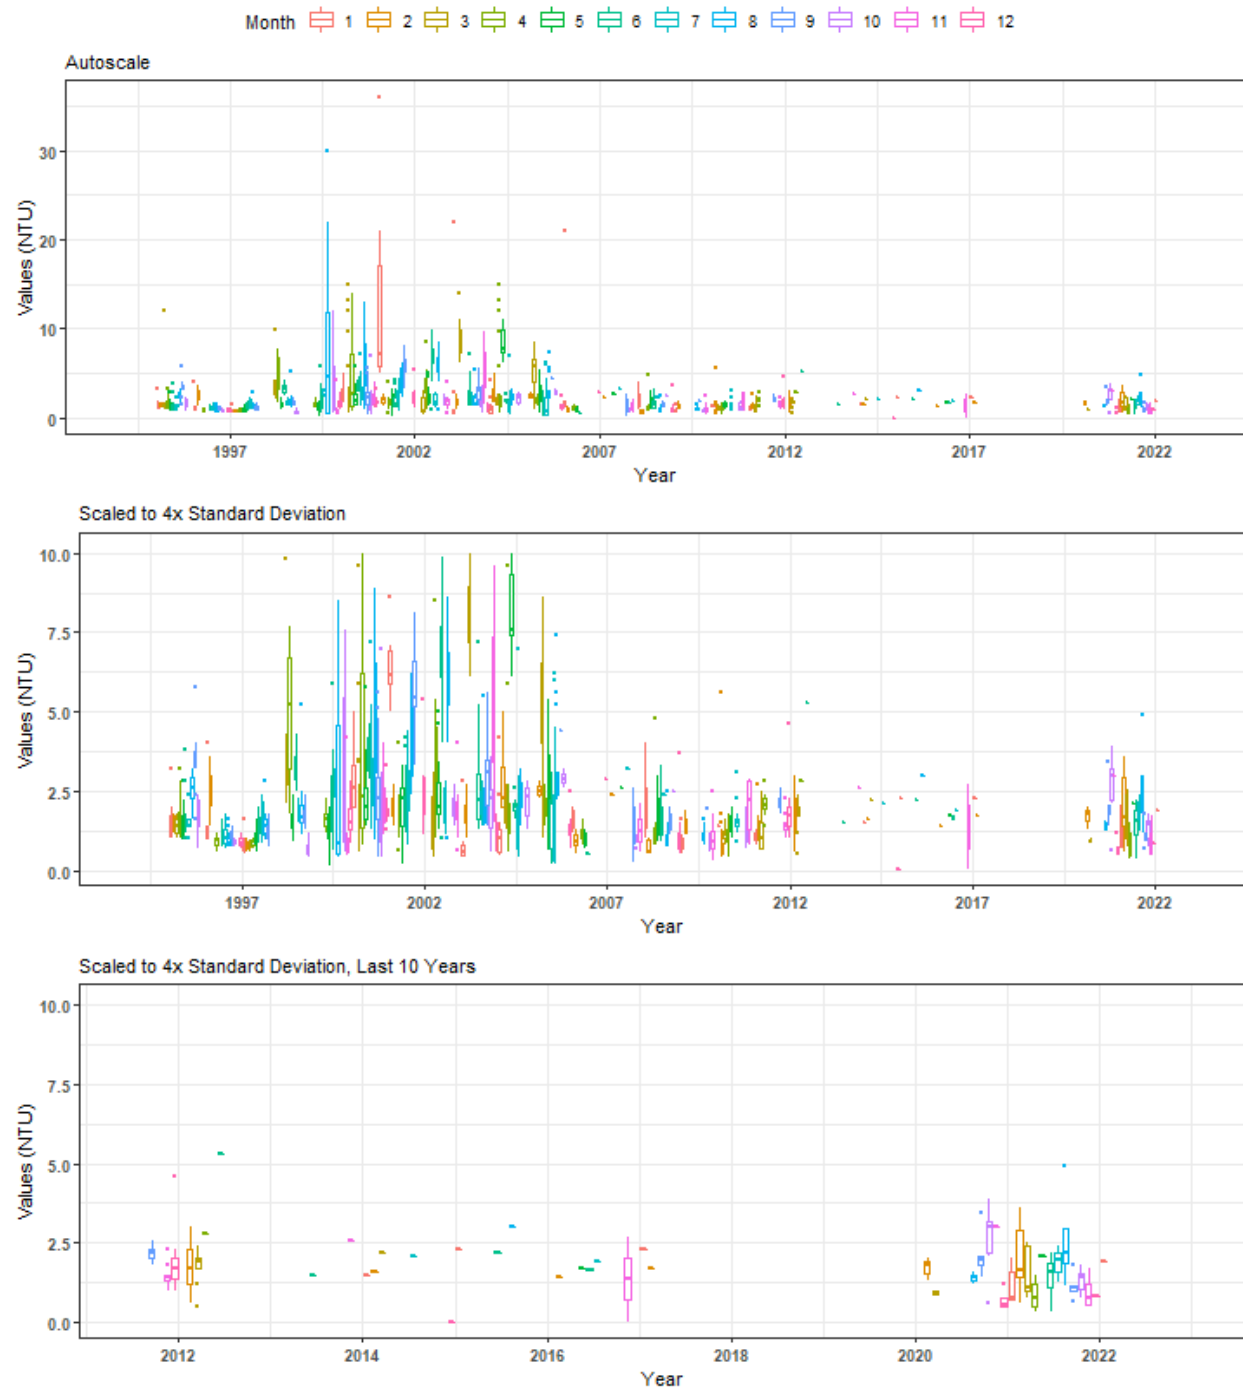 Month 1 2 3 4 5 6 7 8 9 10 11 12
Autoscale
30
20
10
0
Values (NTU)
1997 2002 2007 2012 2017 2022
Year
Scaled to 4x Standard Deviation
10.0
7.5
5.0
2.5
0.0
Values (NTU)
1997 2002 2007 2012 2017 2022
Year
Scaled to 4x Standard Deviation, Last 10 Years
10.0
7.5
5.0
2.5
0.0
Values (NTU)
2012 2014 2016 2018 2020 2022
Year